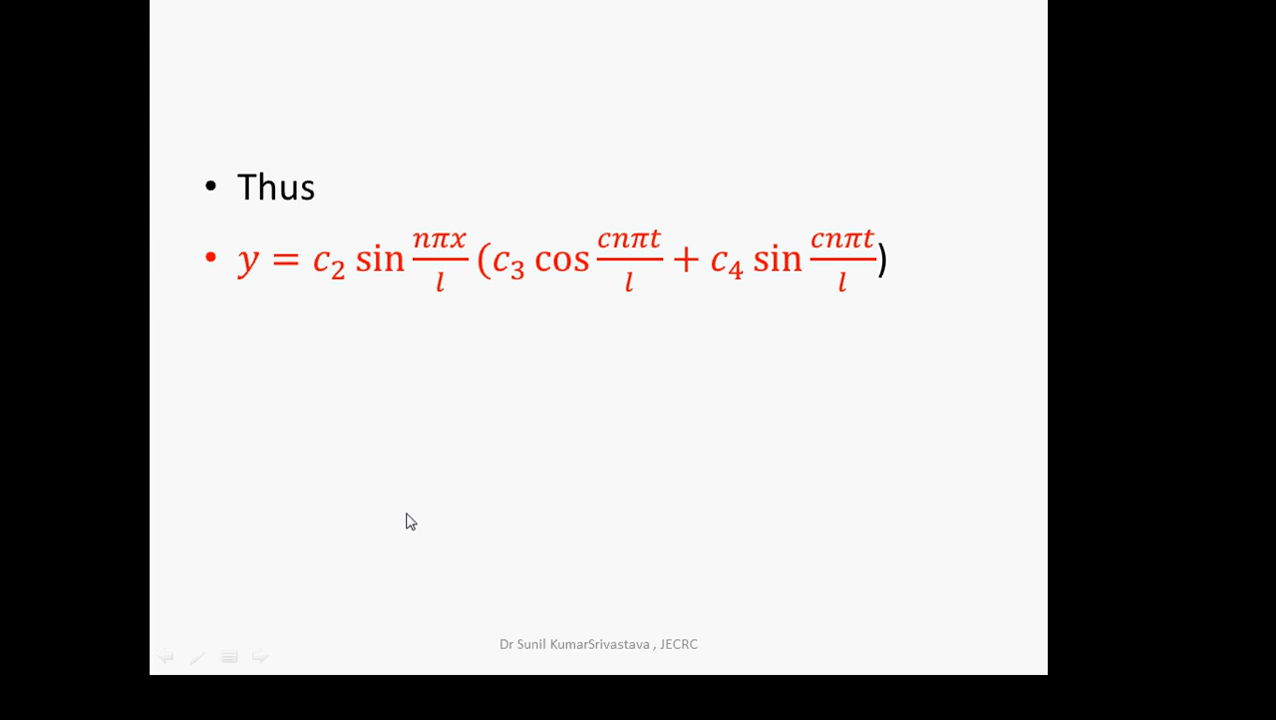 • Thus
• y = c₂ sin nπx/l (c₃ cos cnπt/l + c₄ sin cnπt/l)
Dr Sunil KumarSrivastava , JECRC